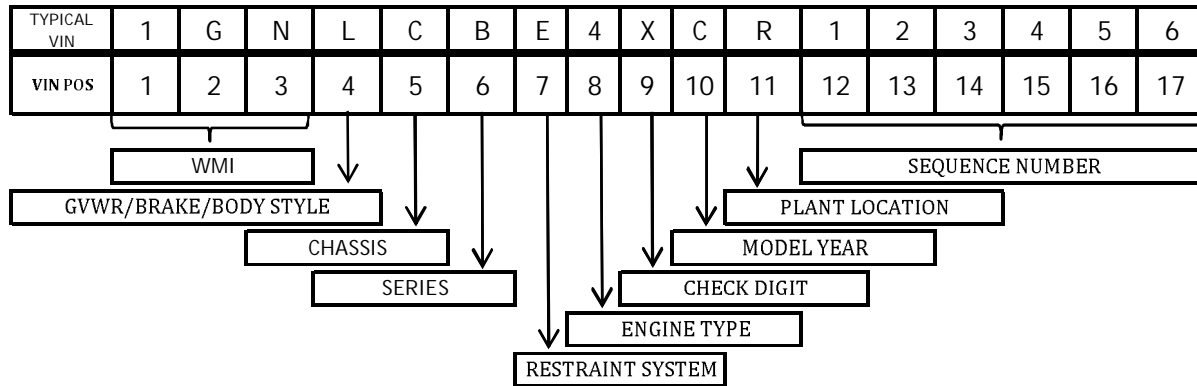 TYPICAL VIN 1 G N L C B E 4 X C R 1 2 3 4 5 6
VIN POS 1 2 3 4 5 6 7 8 9 10 11 12 13 14 15 16 17
WMI SEQUENCE NUMBER
GVWR/BRAKE/BODY STYLE PLANT LOCATION
CHASSIS MODEL YEAR
SERIES CHECK DIGIT
ENGINE TYPE
RESTRAINT SYSTEM